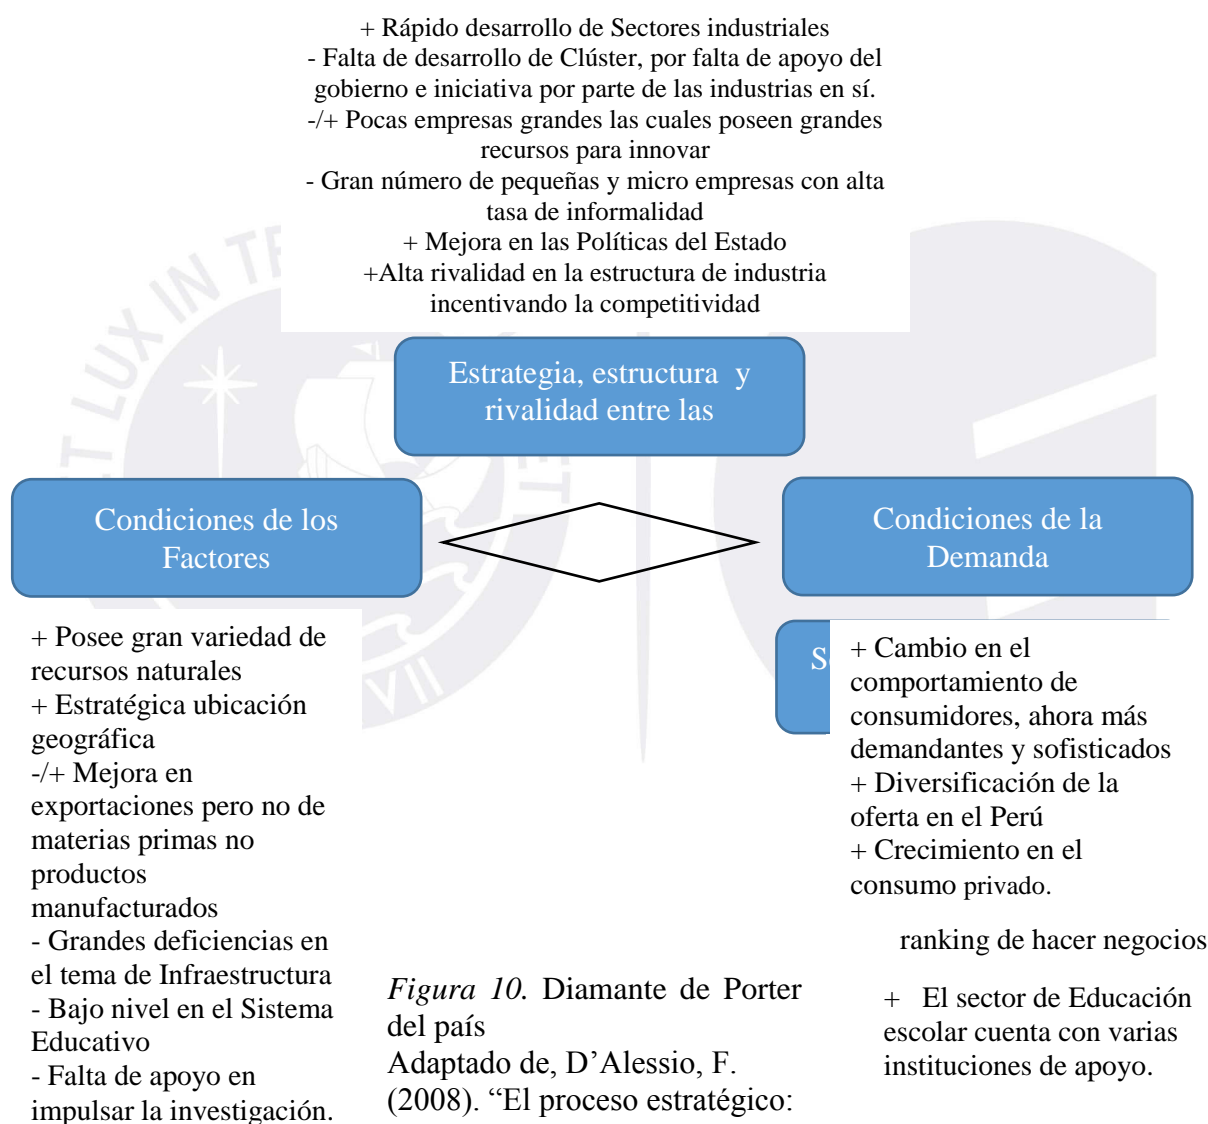 + Rápido desarrollo de Sectores industriales
- Falta de desarrollo de Clúster, por falta de apoyo del
gobierno e iniciativa por parte de las industrias en sí.
-/+ Pocas empresas grandes las cuales poseen grandes
recursos para innovar
- Gran número de pequeñas y micro empresas con alta
tasa de informalidad
+ Mejora en las Políticas del Estado
+Alta rivalidad en la estructura de industria
incentivando la competitividad
ET LUX IN TE
Estrategia, estructura y
rivalidad entre las
Condiciones de los
Factores
Condiciones de la
Demanda
+ Posee gran variedad de
recursos naturales
+ Estratégica ubicación
geográfica
-/+ Mejora en
exportaciones pero no de
materias primas no
productos
manufacturados
- Grandes deficiencias en
el tema de Infraestructura
- Bajo nivel en el Sistema
Educativo
- Falta de apoyo en
impulsar la investigación.
+ Cambio en el
comportamiento de
consumidores, ahora más
demandantes y sofisticados
+ Diversificación de la
oferta en el Perú
+ Crecimiento en el
consumo privado.
ranking de hacer negocios
+ El sector de Educación
escolar cuenta con varias
instituciones de apoyo.
Figura 10. Diamante de Porter
del país
Adaptado de, D’Alessio, F.
(2008). “El proceso estratégico: